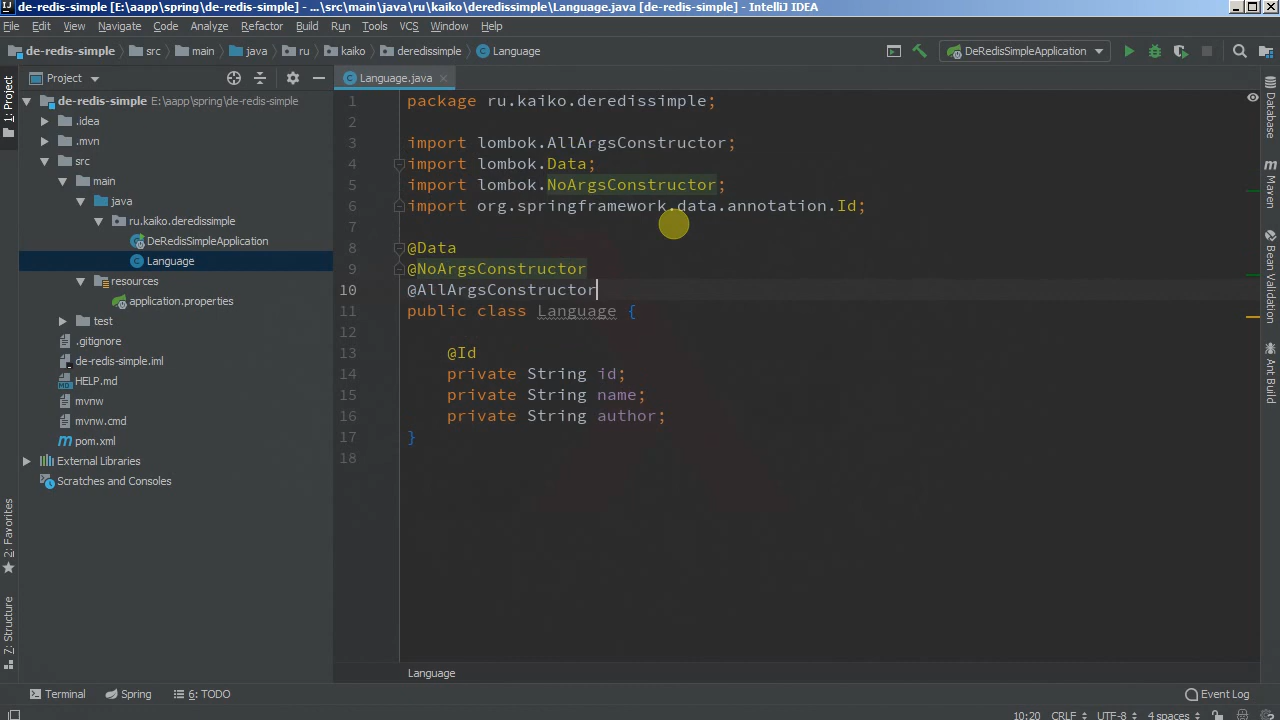 de-redis-simple [E:\aapp\spring\de-redis-simple] - ...\src\main\java\ru\kaiko\deredissimple\Language.java [de-redis-simple] - IntelliJ IDEA
File Edit View Navigate Code Analyze Refactor Build Run Tools VCS Window Help
de-redis-simple src main java ru kaiko deredissimple Language DeRedisSimpleApplication
Project Language.java
1: Project
de-redis-simple E:\aapp\spring\de-redis-simple
.idea
.mvn
src
main
java
ru.kaiko.deredissimple
DeRedisSimpleApplication
Language
resources
application.properties
test
.gitignore
de-redis-simple.iml
HELP.md
mvnw
mvnw.cmd
pom.xml
External Libraries
Scratches and Consoles
2: Favorites
Z: Structure
1 package ru.kaiko.deredissimple;
2
3 import lombok.AllArgsConstructor;
4 import lombok.Data;
5 import lombok.NoArgsConstructor;
6 import org.springframework.data.annotation.Id;
7
8 @Data
9 @NoArgsConstructor
10 @AllArgsConstructor
11 public class Language {
12
13 @Id
14 private String id;
15 private String name;
16 private String author;
17 }
18
Language
Database
Maven
Bean Validation
Ant Build
Terminal Spring 6: TODO Event Log
10:20 CRLF UTF-8 4 spaces